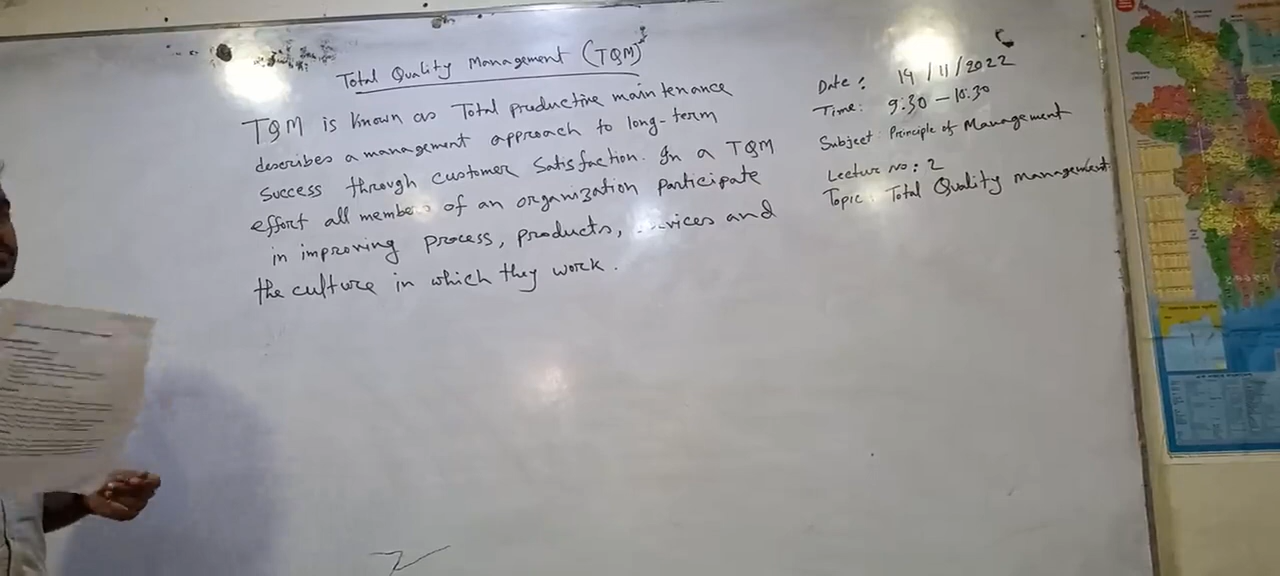 Total Quality Management (TQM)
TQM is known as Total productive maintenance
describes a management approach to long-term
success through customer satisfaction. In a TQM
effort all members of an organization participate
in improving process, products, and
the culture in which they work.
Date: 14/11/2022
Time: 9:30 – 10.30
Subject: Principle of Management
Lecture no: 2
Topic: Total Quality management